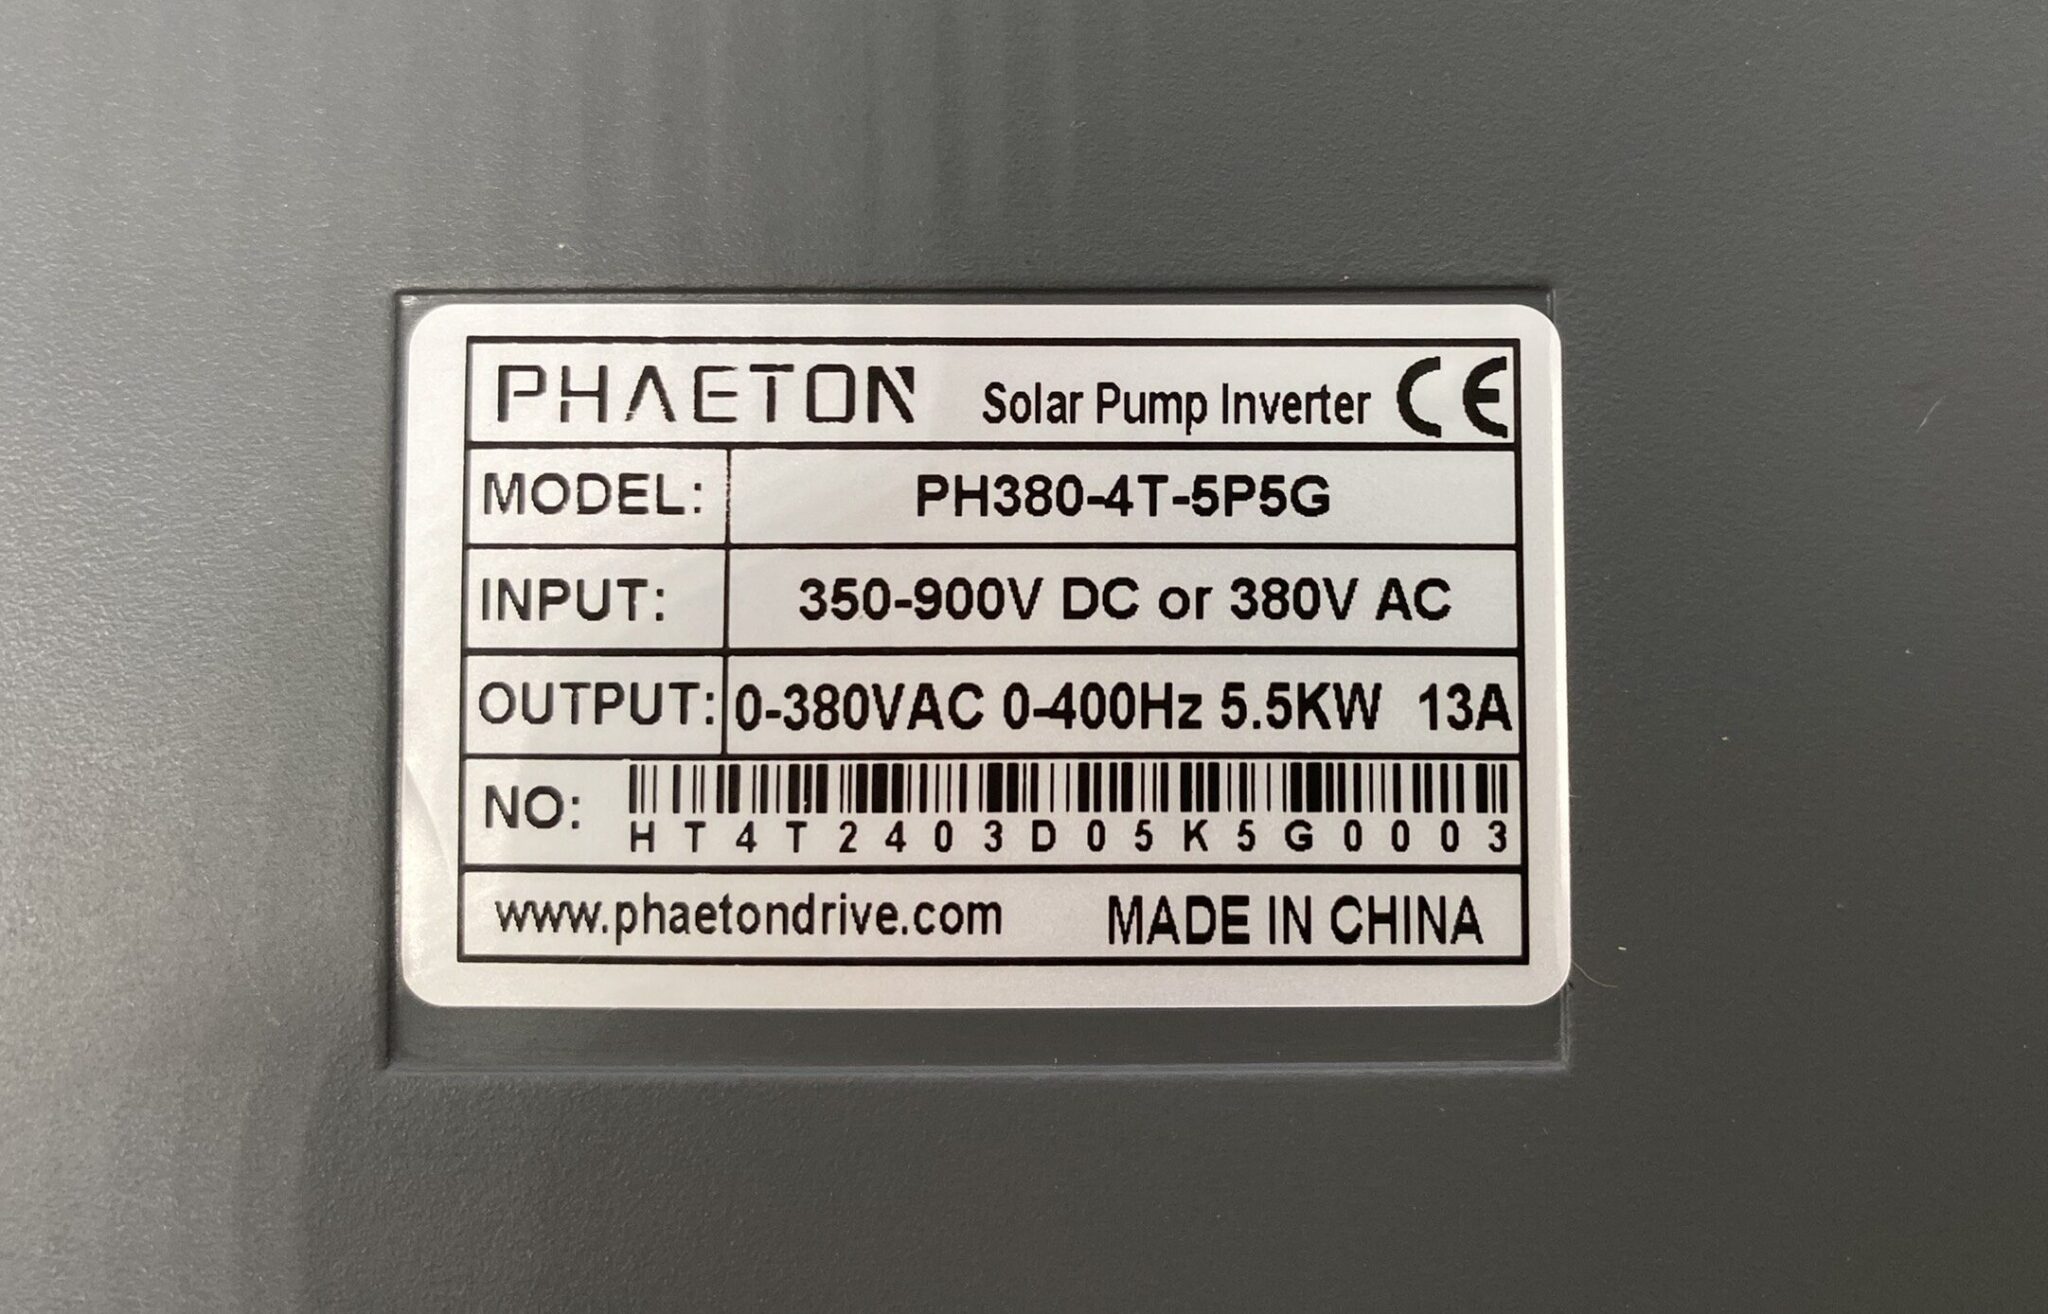 PHAETON Solar Pump Inverter CE
MODEL: PH380-4T-5P5G
INPUT: 350-900V DC or 380V AC
OUTPUT: 0-380VAC 0-400Hz 5.5KW 13A
NO: HT4T2403D05K5G0003
www.phaetondrive.com MADE IN CHINA